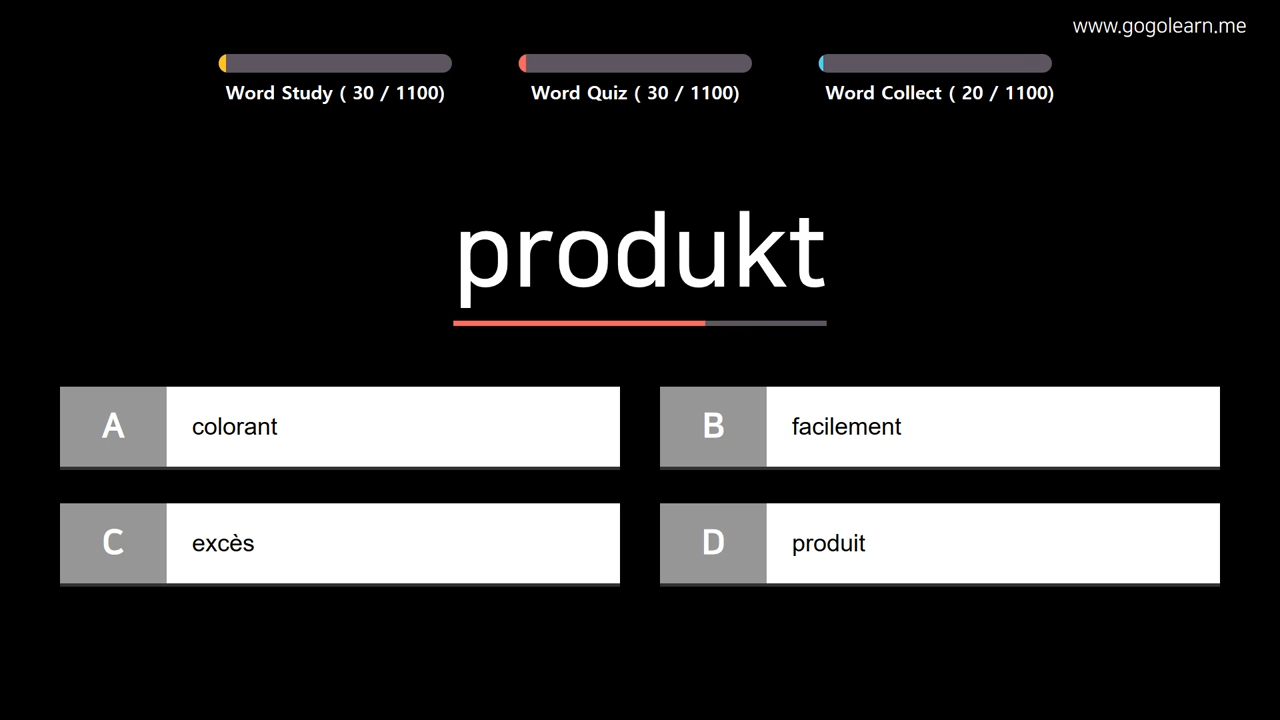 www.gogolearn.me
Word Study ( 30 / 1100)
Word Quiz ( 30 / 1100)
Word Collect ( 20 / 1100)
produkt
A
colorant
B
facilement
C
excès
D
produit